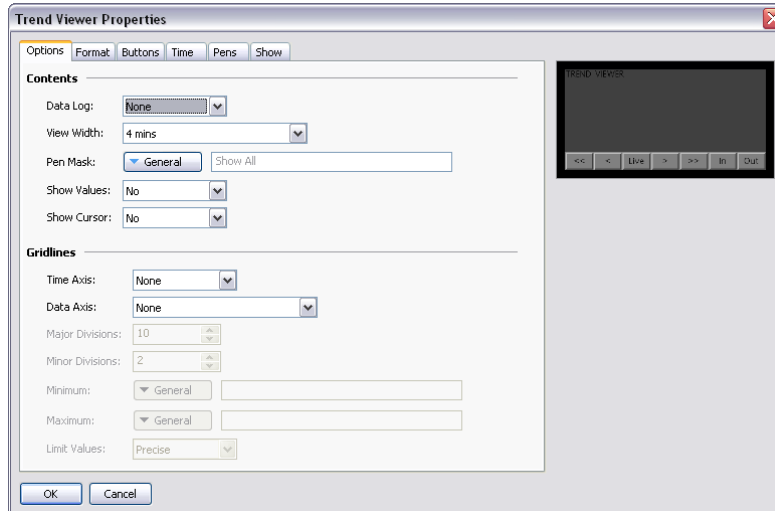 Trend Viewer Properties
Options Format Buttons Time Pens Show
Contents
Data Log: None
View Width: 4 mins
Pen Mask: General Show All
Show Values: No
Show Cursor: No
Gridlines
Time Axis: None
Data Axis: None
Major Divisions: 10
Minor Divisions: 2
Minimum: General
Maximum: General
Limit Values: Precise
OK Cancel
TREND VIEWER
<< < Live > >> In Out